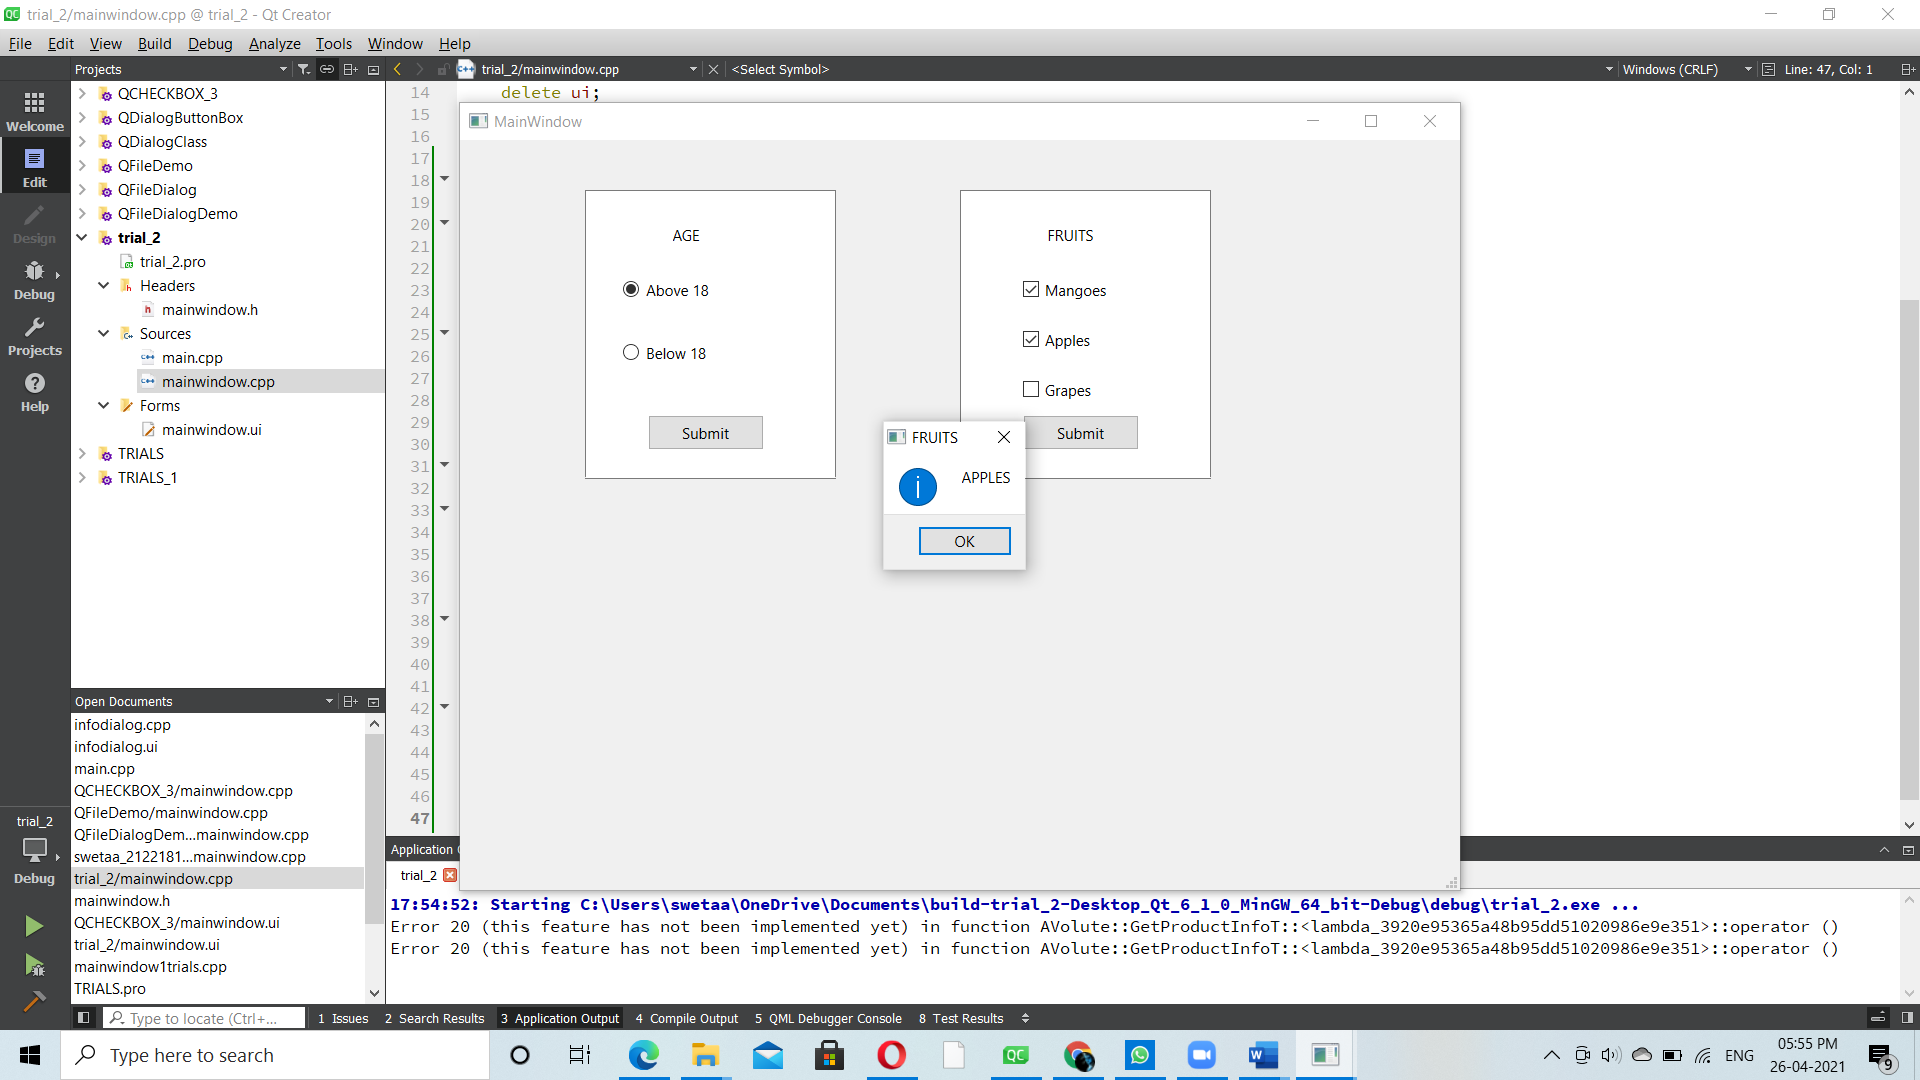 trial_2/mainwindow.cpp @ trial_2 - Qt Creator
File Edit View Build Debug Analyze Tools Window Help
Projects
trial_2/mainwindow.cpp
<Select Symbol>
Windows (CRLF)
Line: 47, Col: 1
Welcome
Edit
Design
Debug
Projects
Help
QCHECKBOX_3
QDialogButtonBox
QDialogClass
QFileDemo
QFileDialog
QFileDialogDemo
trial_2
trial_2.pro
Headers
mainwindow.h
Sources
main.cpp
mainwindow.cpp
Forms
mainwindow.ui
TRIALS
TRIALS_1
14 delete ui;
15
16
17
18
19
20
21
22
23
24
25
26
27
28
29
30
31
32
33
34
35
36
37
38
39
40
41
42
43
44
45
46
47
MainWindow
AGE
Above 18
Below 18
Submit
FRUITS
Mangoes
Apples
Grapes
Submit
FRUITS
APPLES
OK
Open Documents
infodialog.cpp
infodialog.ui
main.cpp
QCHECKBOX_3/mainwindow.cpp
QFileDemo/mainwindow.cpp
QFileDialogDem...mainwindow.cpp
swetaa_2122181...mainwindow.cpp
trial_2/mainwindow.cpp
mainwindow.h
QCHECKBOX_3/mainwindow.ui
trial_2/mainwindow.ui
mainwindow1trials.cpp
TRIALS.pro
trial_2
Debug
Application
trial_2
17:54:52: Starting C:\Users\swetaa\OneDrive\Documents\build-trial_2-Desktop_Qt_6_1_0_MinGW_64_bit-Debug\debug\trial_2.exe ...
Error 20 (this feature has not been implemented yet) in function AVolute::GetProductInfoT::<lambda_3920e95365a48b95dd51020986e9e351>::operator ()
Error 20 (this feature has not been implemented yet) in function AVolute::GetProductInfoT::<lambda_3920e95365a48b95dd51020986e9e351>::operator ()
Type to locate (Ctrl+...
1 Issues
2 Search Results
3 Application Output
4 Compile Output
5 QML Debugger Console
8 Test Results
Type here to search
ENG
05:55 PM
26-04-2021
9